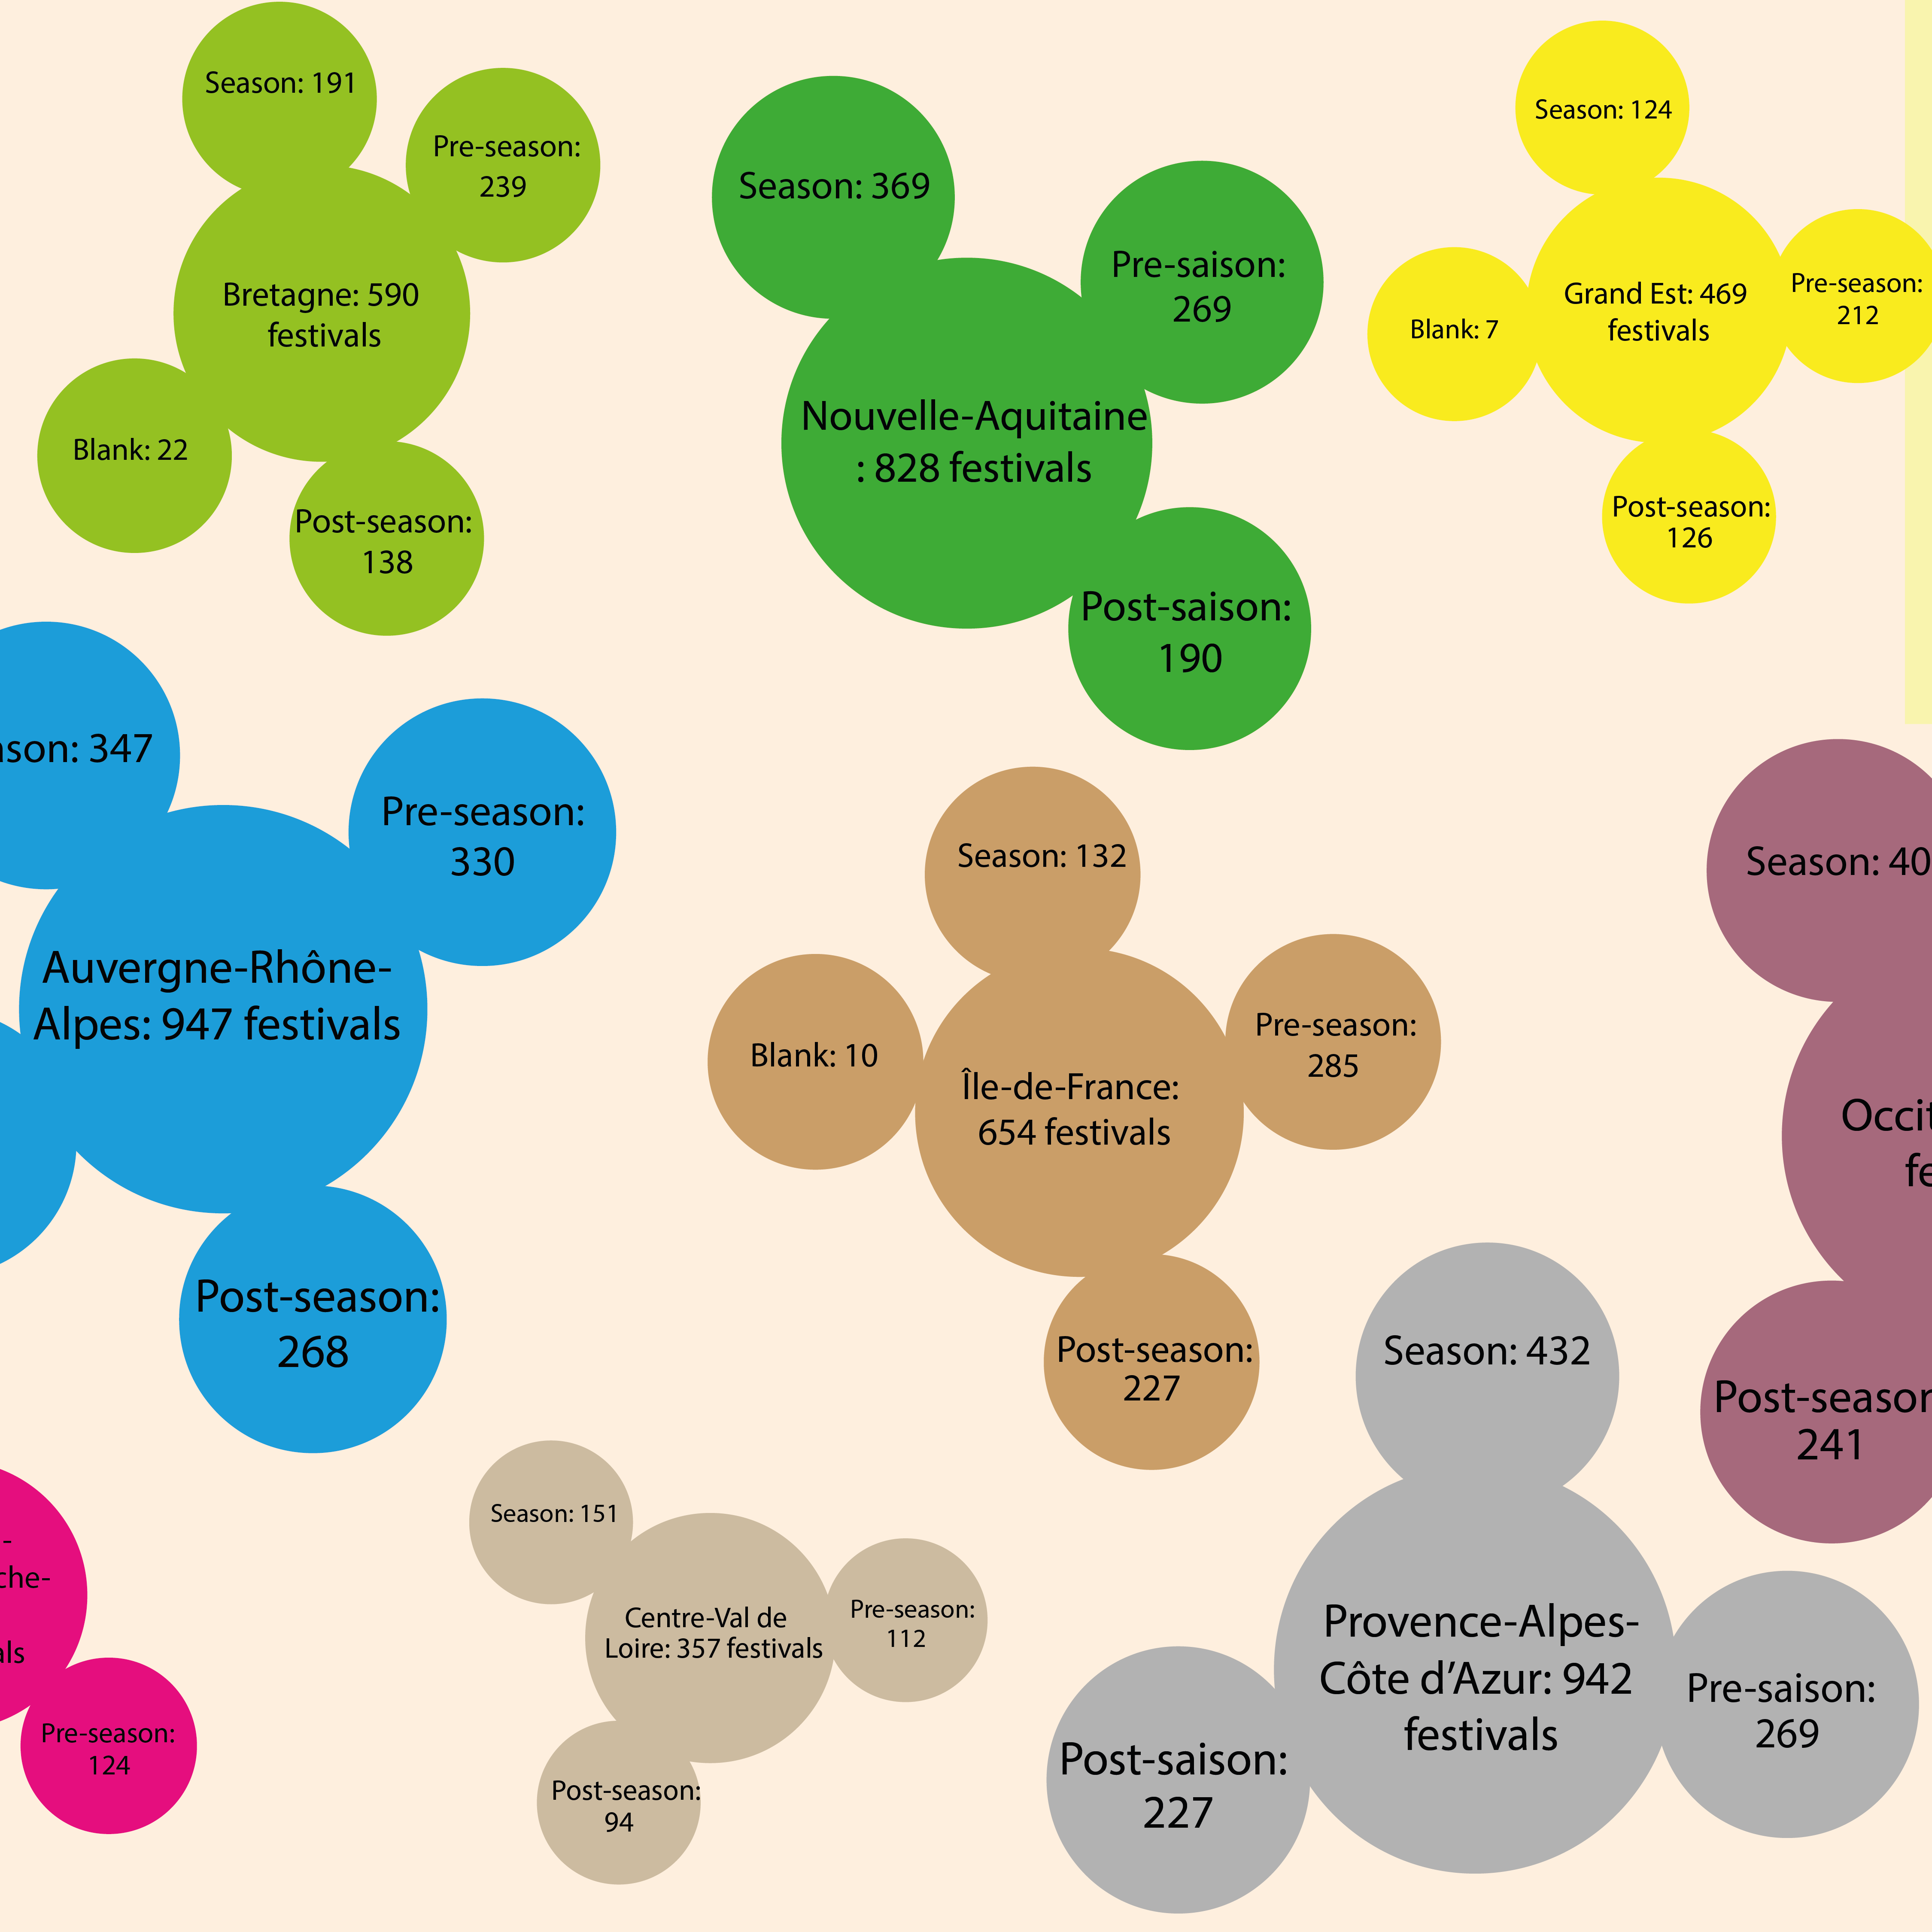 Season: 191
Pre-season:
239
Bretagne: 590
festivals
Blank: 22
Post-season:
138
Season: 369
Pre-saison:
269
Nouvelle-Aquitaine
: 828 festivals
Post-saison:
190
Season: 124
Pre-season:
212
Grand Est: 469
festivals
Blank: 7
Post-season:
126
ason: 347
Pre-season:
330
Auvergne-Rhône-
Alpes: 947 festivals
Post-season:
268
Season: 132
Blank: 10
Pre-season:
285
Île-de-France:
654 festivals
Post-season:
227
Season: 40
Occit
fe
Post-season
241
Season: 432
Provence-Alpes-
Côte d’Azur: 942
festivals
Pre-saison:
269
Post-saison:
227
Season: 151
Centre-Val de
Loire: 357 festivals
Pre-season:
112
Post-season:
94
-
che-
als
Pre-season:
124